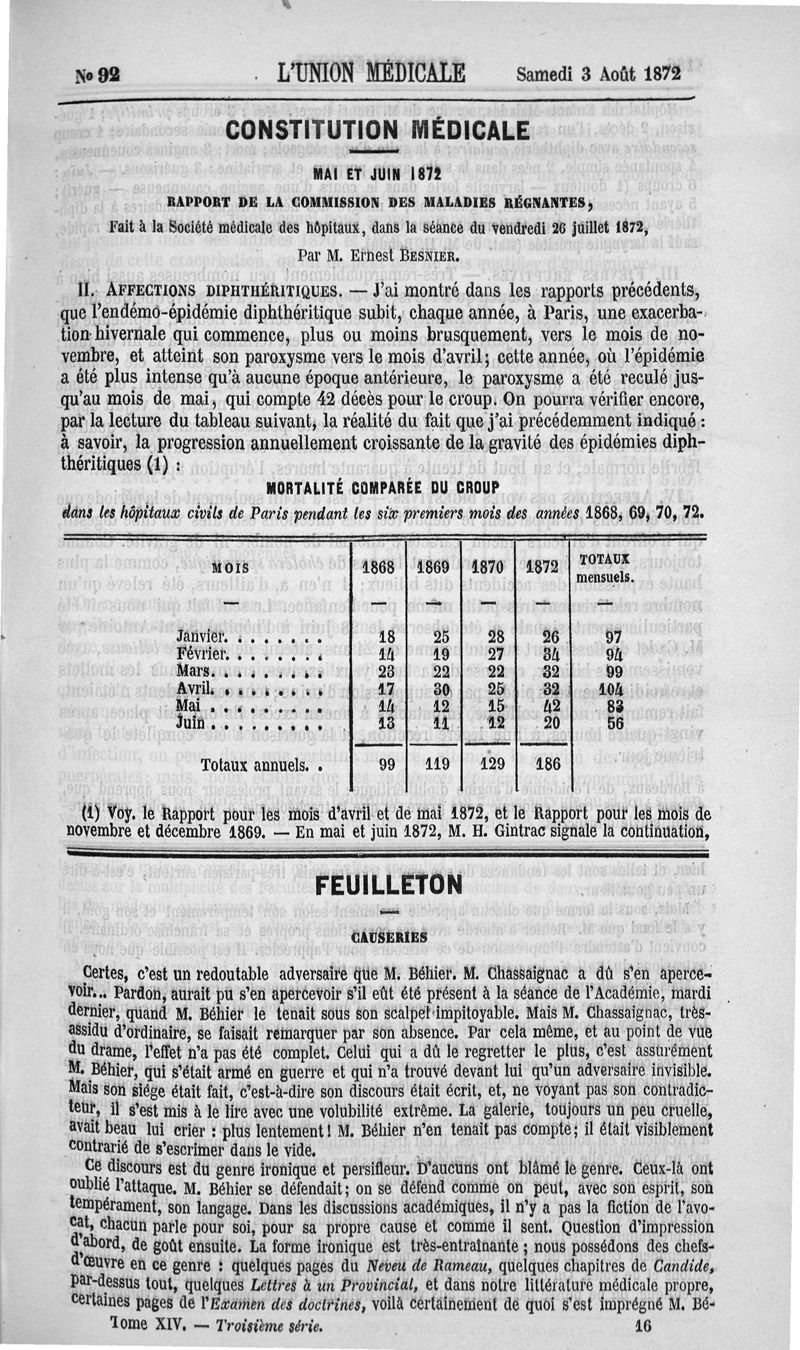 No 92 L'UNION MÉDICALE Samedi 3 Août 1872
CONSTITUTION MÉDICALE
MAI ET JUIN 1872
RAPPORT DE LA COMMISSION DES MALADIES RÉGNANTES,
Fait à la Société médicale des hôpitaux, dans la séance du vendredi 26 juillet 1872,
Par M. Ernest BESNIER.
II. AFFECTIONS DIPHTHÉRITIQUES. — J'ai montré dans les rapports précédents,
que l'endémo-épidémie diphthéritique subit, chaque année, à Paris, une exacerba-
tion hivernale qui commence, plus ou moins brusquement, vers le mois de no-
vembre, et atteint son paroxysme vers le mois d'avril; cette année, où l'épidémie
a été plus intense qu'à aucune époque antérieure, le paroxysme a été reculé jus-
qu'au mois de mai, qui compte 42 décès pour le croup. On pourra vérifier encore,
par la lecture du tableau suivant, la réalité du fait que j'ai précédemment indiqué :
à savoir, la progression annuellement croissante de la gravité des épidémies diph-
théritiques (1) :
MORTALITÉ COMPARÉE DU CROUP
dans les hôpitaux civils de Paris pendant les six premiers mois des années 1868, 69, 70, 72.
MOIS 1868 1869 1870 1872 TOTAUX mensuels.
— — — — — —
Janvier. . . . . . . . 18 25 28 26 97
Février. . . . . . . . 14 19 27 34 94
Mars. . . . . . . . . 23 22 22 32 99
Avril. . . . . . . . . 17 30 25 32 104
Mai . . . . . . . . . 14 12 15 42 83
Juin . . . . . . . . . 13 11 12 20 56
Totaux annuels. . 99 119 129 186
(1) Voy. le Rapport pour les mois d'avril et de mai 1872, et le Rapport pour les mois de
novembre et décembre 1869. — En mai et juin 1872, M. H. Gintrac signale la continuation,
FEUILLETON
CAUSERIES
Certes, c'est un redoutable adversaire que M. Béhier. M. Chassaignac a dû s'en aperce-
voir... Pardon, aurait pu s'en apercevoir s'il eût été présent à la séance de l'Académie, mardi
dernier, quand M. Béhier le tenait sous son scalpel impitoyable. Mais M. Chassaignac, très-
assidu d'ordinaire, se faisait remarquer par son absence. Par cela même, et au point de vue
du drame, l'effet n'a pas été complet. Celui qui a dû le regretter le plus, c'est assurément
M. Béhier, qui s'était armé en guerre et qui n'a trouvé devant lui qu'un adversaire invisible.
Mais son siége était fait, c'est-à-dire son discours était écrit, et, ne voyant pas son contradic-
teur, il s'est mis à le lire avec une volubilité extrême. La galerie, toujours un peu cruelle,
avait beau lui crier : plus lentement! M. Béhier n'en tenait pas compte; il était visiblement
contrarié de s'escrimer dans le vide.
Ce discours est du genre ironique et persifleur. D'aucuns ont blâmé le genre. Ceux-là ont
oublié l'attaque. M. Béhier se défendait; on se défend comme on peut, avec son esprit, son
tempérament, son langage. Dans les discussions académiques, il n'y a pas la fiction de l'avo-
cat, chacun parle pour soi, pour sa propre cause et comme il sent. Question d'impression
d'abord, de goût ensuite. La forme ironique est très-entraînante ; nous possédons des chefs-
d'œuvre en ce genre : quelques pages du Neveu de Rameau, quelques chapitres de Candide,
par-dessus tout, quelques Lettres à un Provincial, et dans notre littérature médicale propre,
certaines pages de l'Examen des doctrines, voilà certainement de quoi s'est imprégné M. Bé-
Tome XIV. — Troisième série. 16